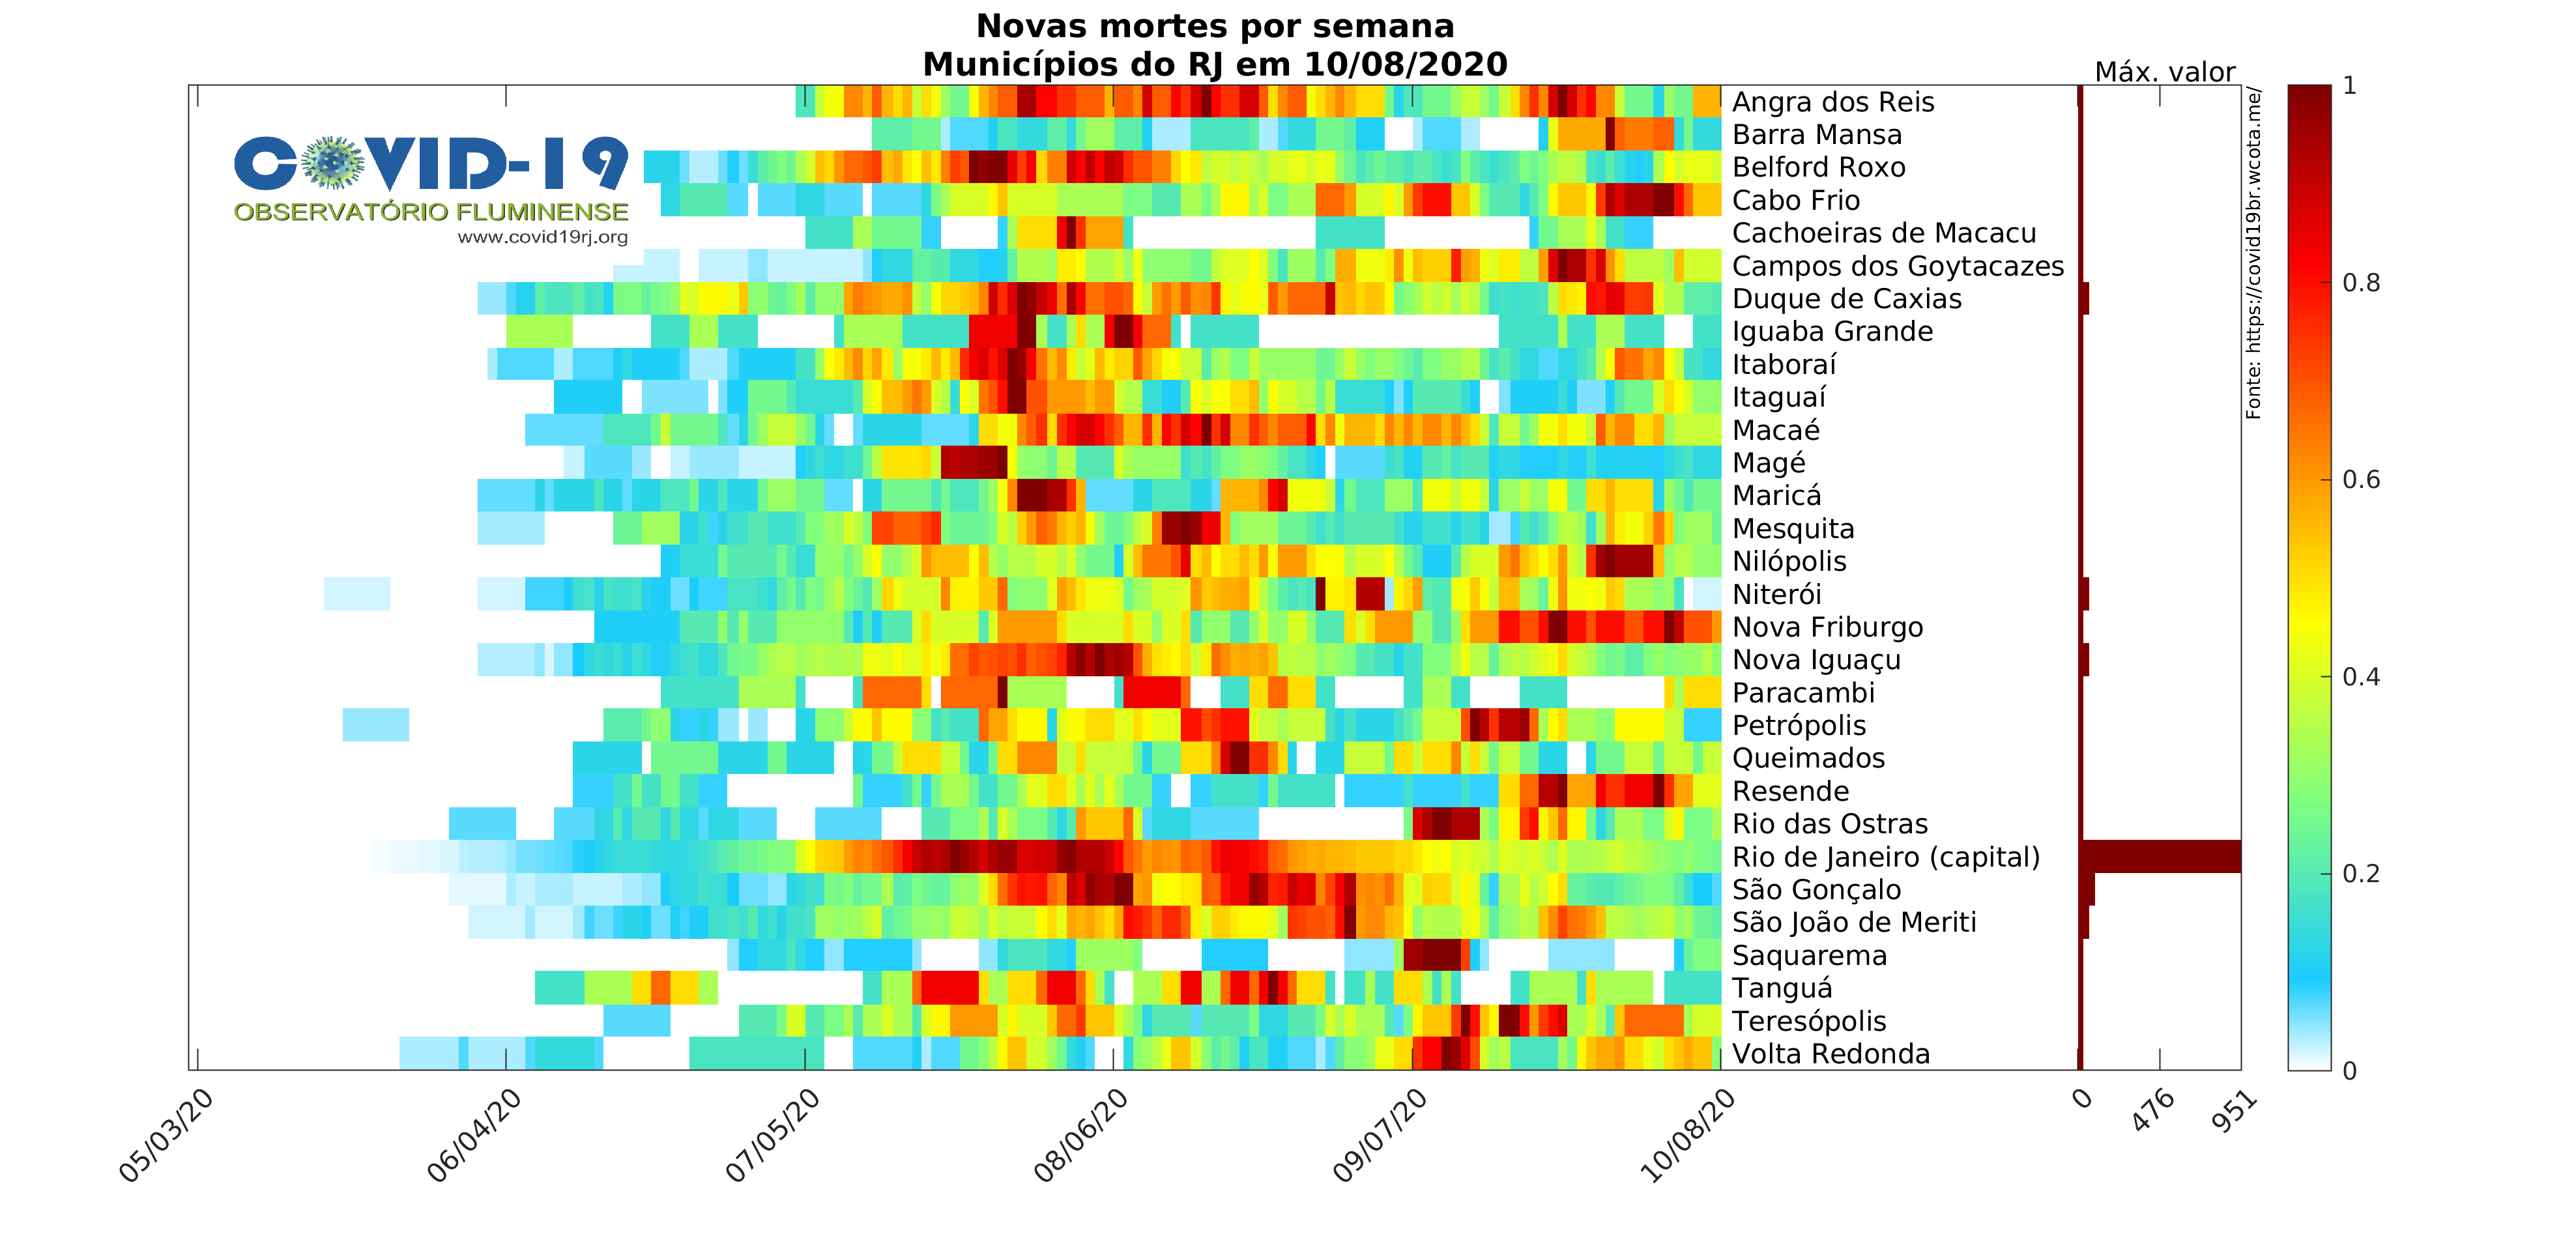 Novas mortes por semana
Municípios do RJ em 10/08/2020
Máx. valor
COVID-19
OBSERVATÓRIO FLUMINENSE
www.covid19rj.org
Angra dos Reis
Barra Mansa
Belford Roxo
Cabo Frio
Cachoeiras de Macacu
Campos dos Goytacazes
Duque de Caxias
Iguaba Grande
Itaboraí
Itaguaí
Macaé
Magé
Maricá
Mesquita
Nilópolis
Niterói
Nova Friburgo
Nova Iguaçu
Paracambi
Petrópolis
Queimados
Resende
Rio das Ostras
Rio de Janeiro (capital)
São Gonçalo
São João de Meriti
Saquarema
Tanguá
Teresópolis
Volta Redonda
Fonte: https://covid19br.wcota.me/
1
0.8
0.6
0.4
0.2
0
05/03/20
06/04/20
07/05/20
08/06/20
09/07/20
10/08/20
0
476
951